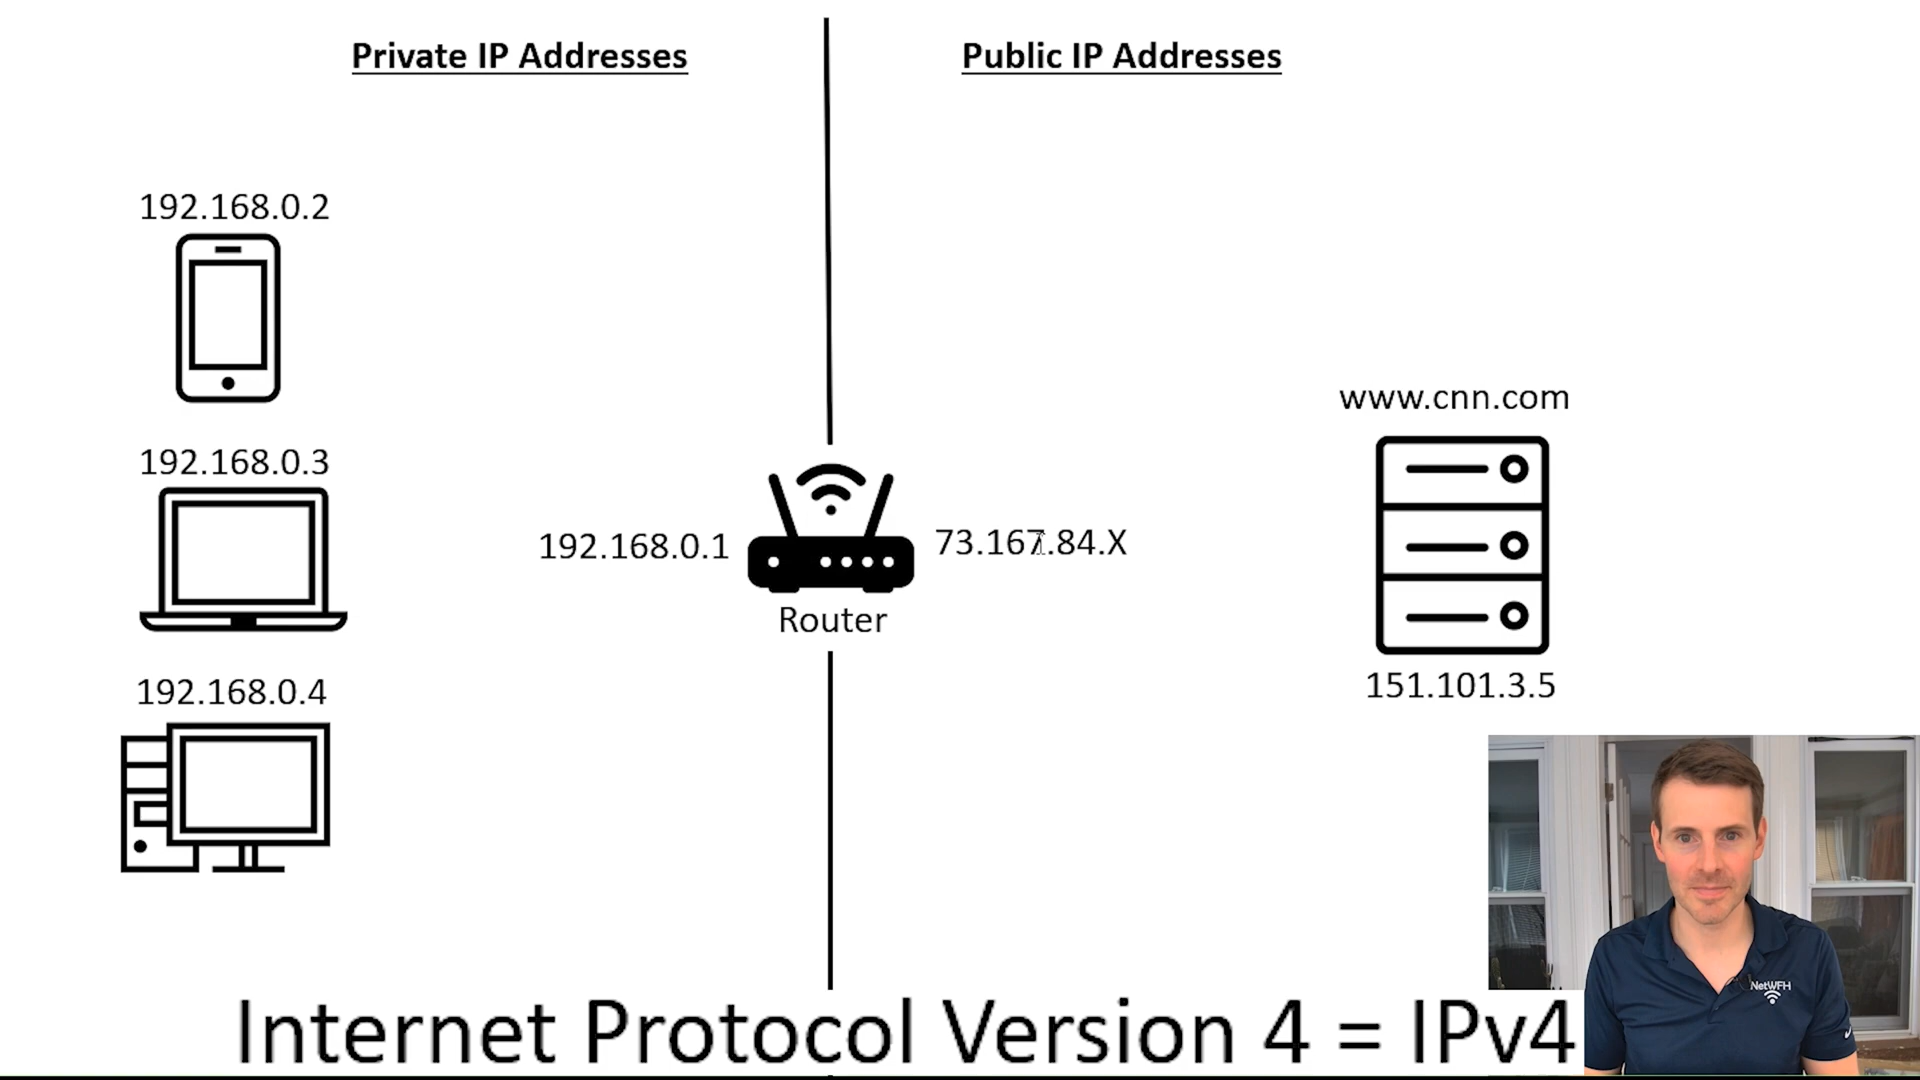 Private IP Addresses
Public IP Addresses
192.168.0.2
192.168.0.3
192.168.0.4
192.168.0.1
Router
73.167.84.X
www.cnn.com
151.101.3.5
NetWFH
Internet Protocol Version 4 = IPv4